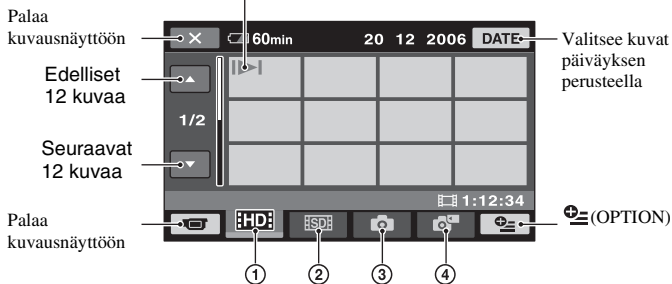 Palaa
kuvausnäyttöön
60min
20 12 2006
DATE
Valitsee kuvat
päiväyksen
perusteella
Edelliset
12 kuvaa
1/2
Seuraavat
12 kuvaa
1:12:34
Palaa
kuvausnäyttöön
HD
SD
(OPTION)
① ② ③ ④